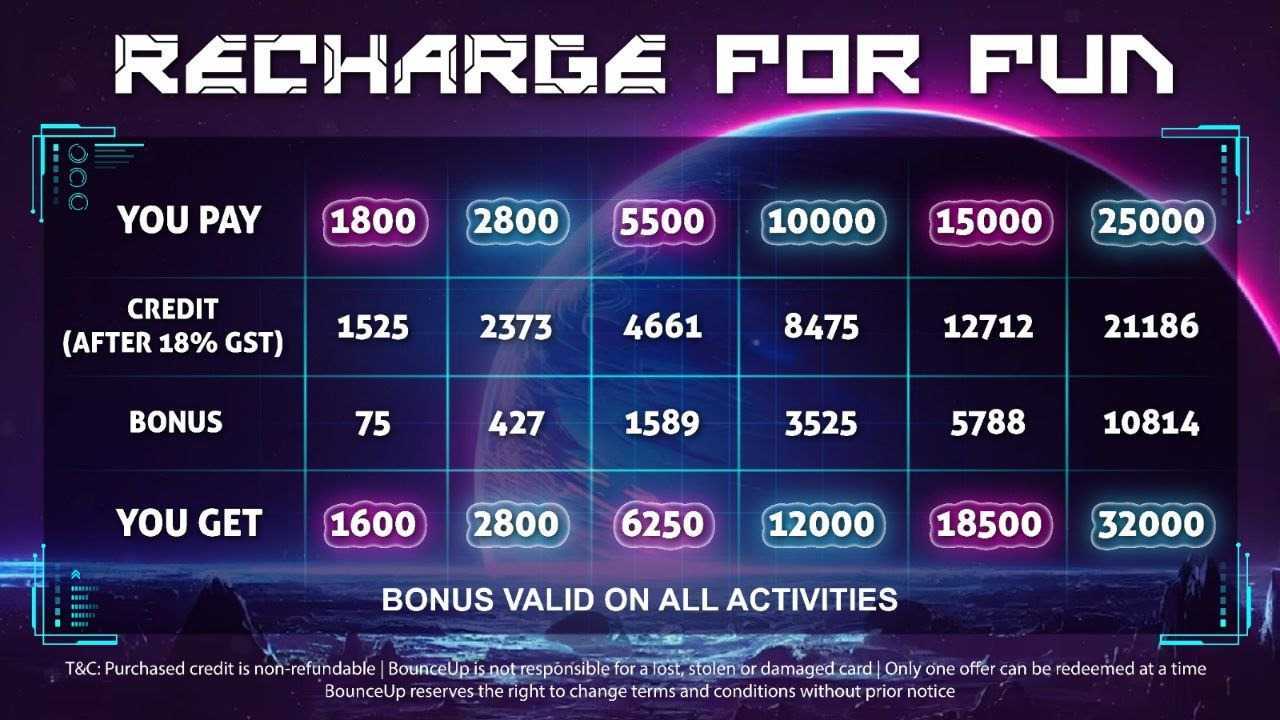 RECHARGE FOR FUN
YOU PAY 1800 2800 5500 10000 15000 25000
CREDIT
(AFTER 18% GST) 1525 2373 4661 8475 12712 21186
BONUS 75 427 1589 3525 5788 10814
YOU GET 1600 2800 6250 12000 18500 32000
BONUS VALID ON ALL ACTIVITIES
T&C: Purchased credit is non-refundable | BounceUp is not responsible for a lost, stolen or damaged card | Only one offer can be redeemed at a time
BounceUp reserves the right to change terms and conditions without prior notice